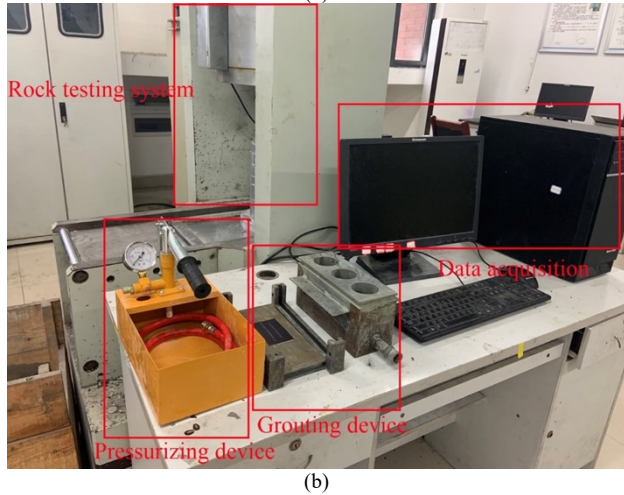 Rock testing system
Data acquisition
Grouting device
Pressurizing device
(b)